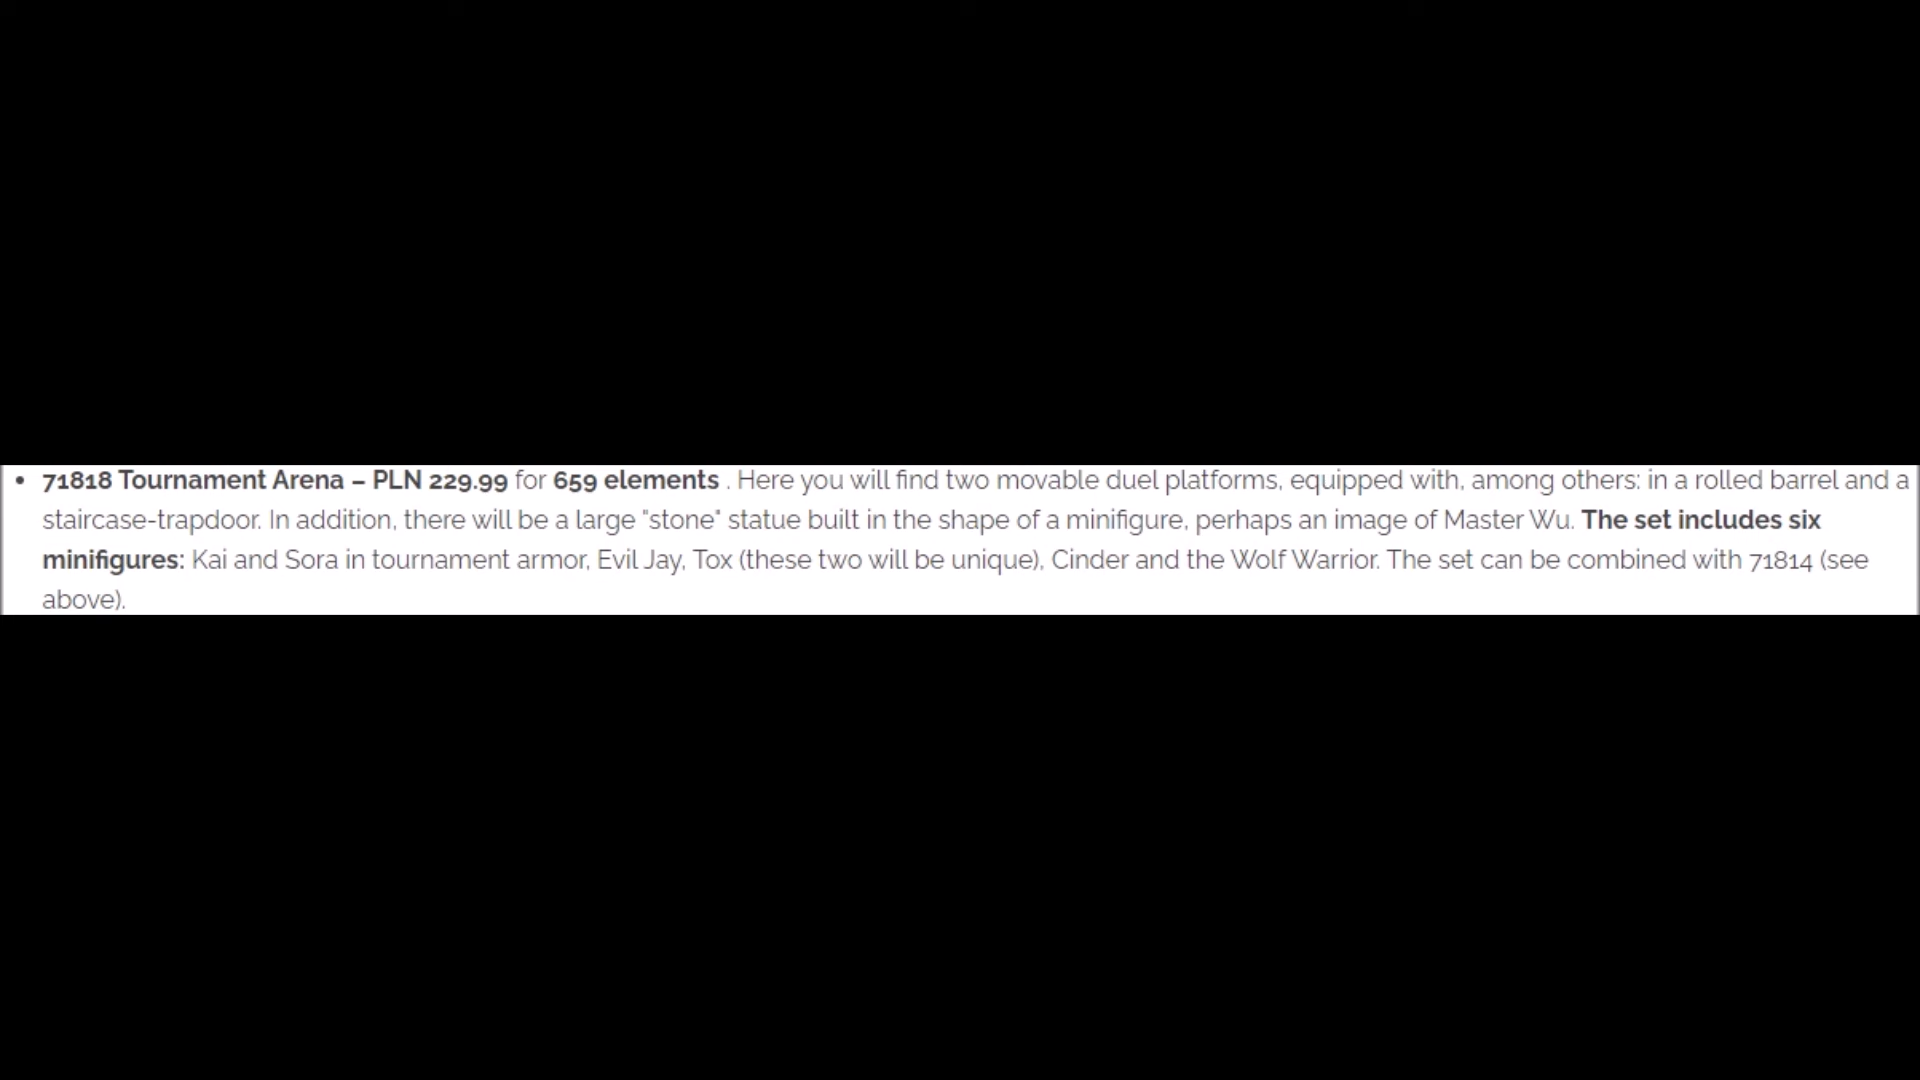 • 71818 Tournament Arena – PLN 229.99 for 659 elements . Here you will find two movable duel platforms, equipped with, among others: in a rolled barrel and a
staircase-trapdoor. In addition, there will be a large "stone" statue built in the shape of a minifigure, perhaps an image of Master Wu. The set includes six
minifigures: Kai and Sora in tournament armor, Evil Jay, Tox (these two will be unique), Cinder and the Wolf Warrior. The set can be combined with 71814 (see
above).